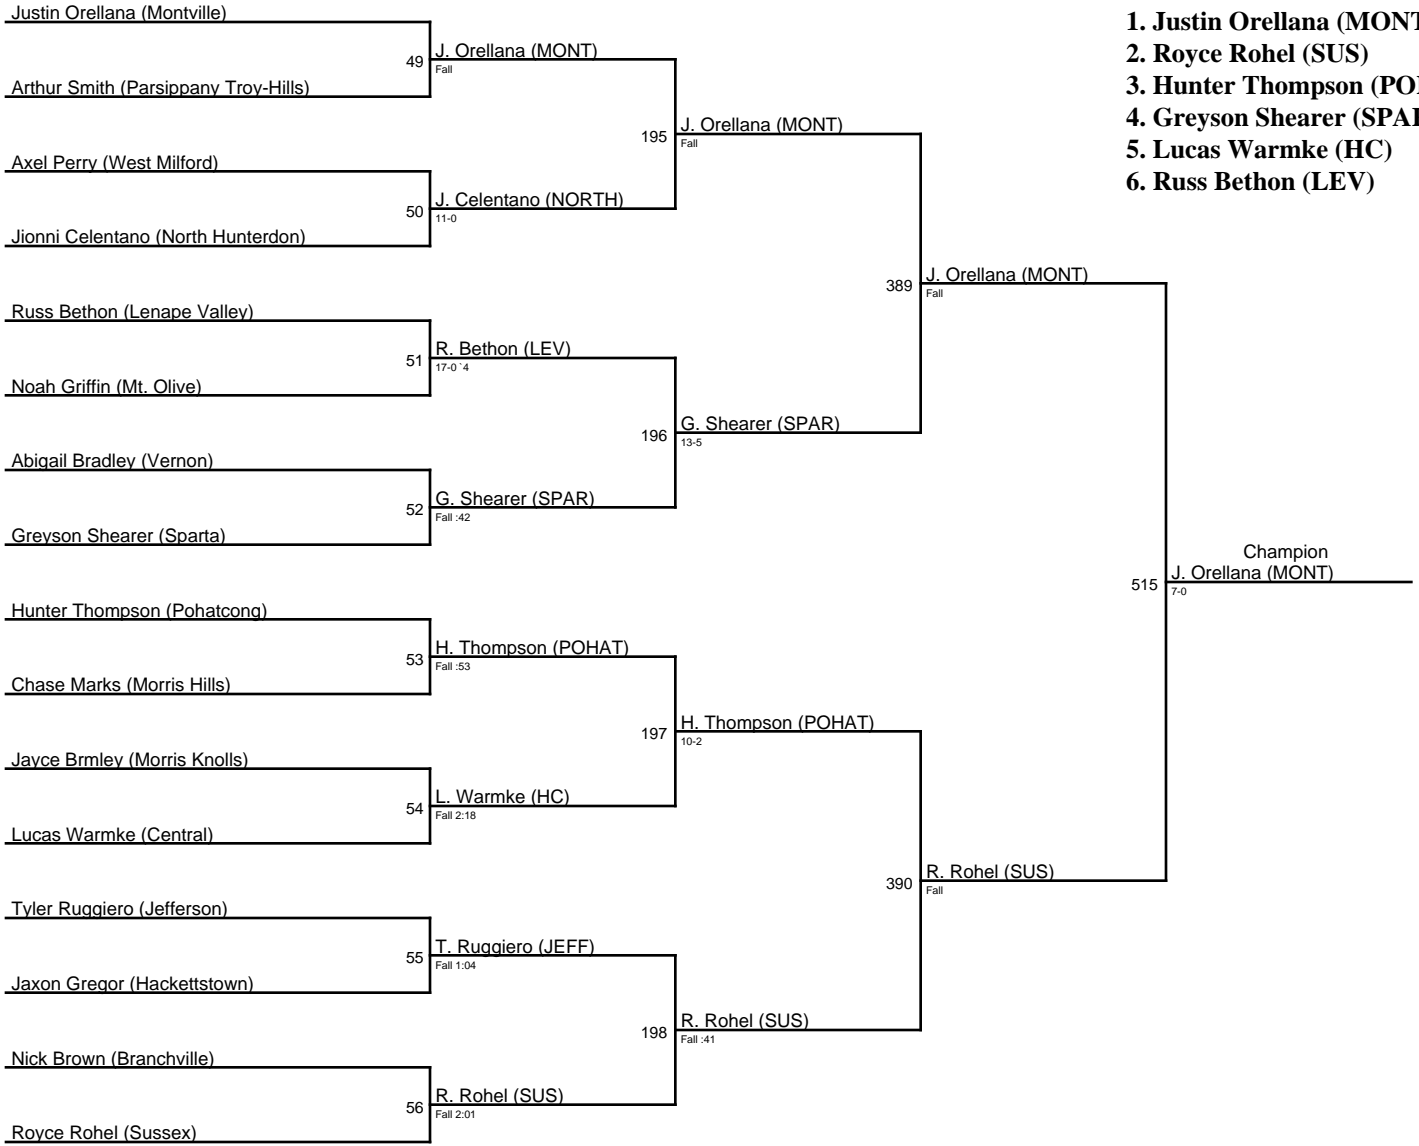 Justin Orellana (Montville)
49
J. Orellana (MONT)
Fall
Arthur Smith (Parsippany Troy-Hills)
195
J. Orellana (MONT)
Fall
Axel Perry (West Milford)
50
J. Celentano (NORTH)
11-0
Jionni Celentano (North Hunterdon)
389
J. Orellana (MONT)
Fall
Russ Bethon (Lenape Valley)
51
R. Bethon (LEV)
17-0 `4
Noah Griffin (Mt. Olive)
196
G. Shearer (SPAR)
13-5
Abigail Bradley (Vernon)
52
G. Shearer (SPAR)
Fall :42
Greyson Shearer (Sparta)
Champion
515
J. Orellana (MONT)
7-0
Hunter Thompson (Pohatcong)
53
H. Thompson (POHAT)
Fall :53
Chase Marks (Morris Hills)
197
H. Thompson (POHAT)
10-2
Jayce Brmley (Morris Knolls)
54
L. Warmke (HC)
Fall 2:18
Lucas Warmke (Central)
390
R. Rohel (SUS)
Fall
Tyler Ruggiero (Jefferson)
55
T. Ruggiero (JEFF)
Fall 1:04
Jaxon Gregor (Hackettstown)
198
R. Rohel (SUS)
Fall :41
Nick Brown (Branchville)
56
R. Rohel (SUS)
Fall 2:01
Royce Rohel (Sussex)
1. Justin Orellana (MONT
2. Royce Rohel (SUS)
3. Hunter Thompson (PO
4. Greyson Shearer (SPA
5. Lucas Warmke (HC)
6. Russ Bethon (LEV)